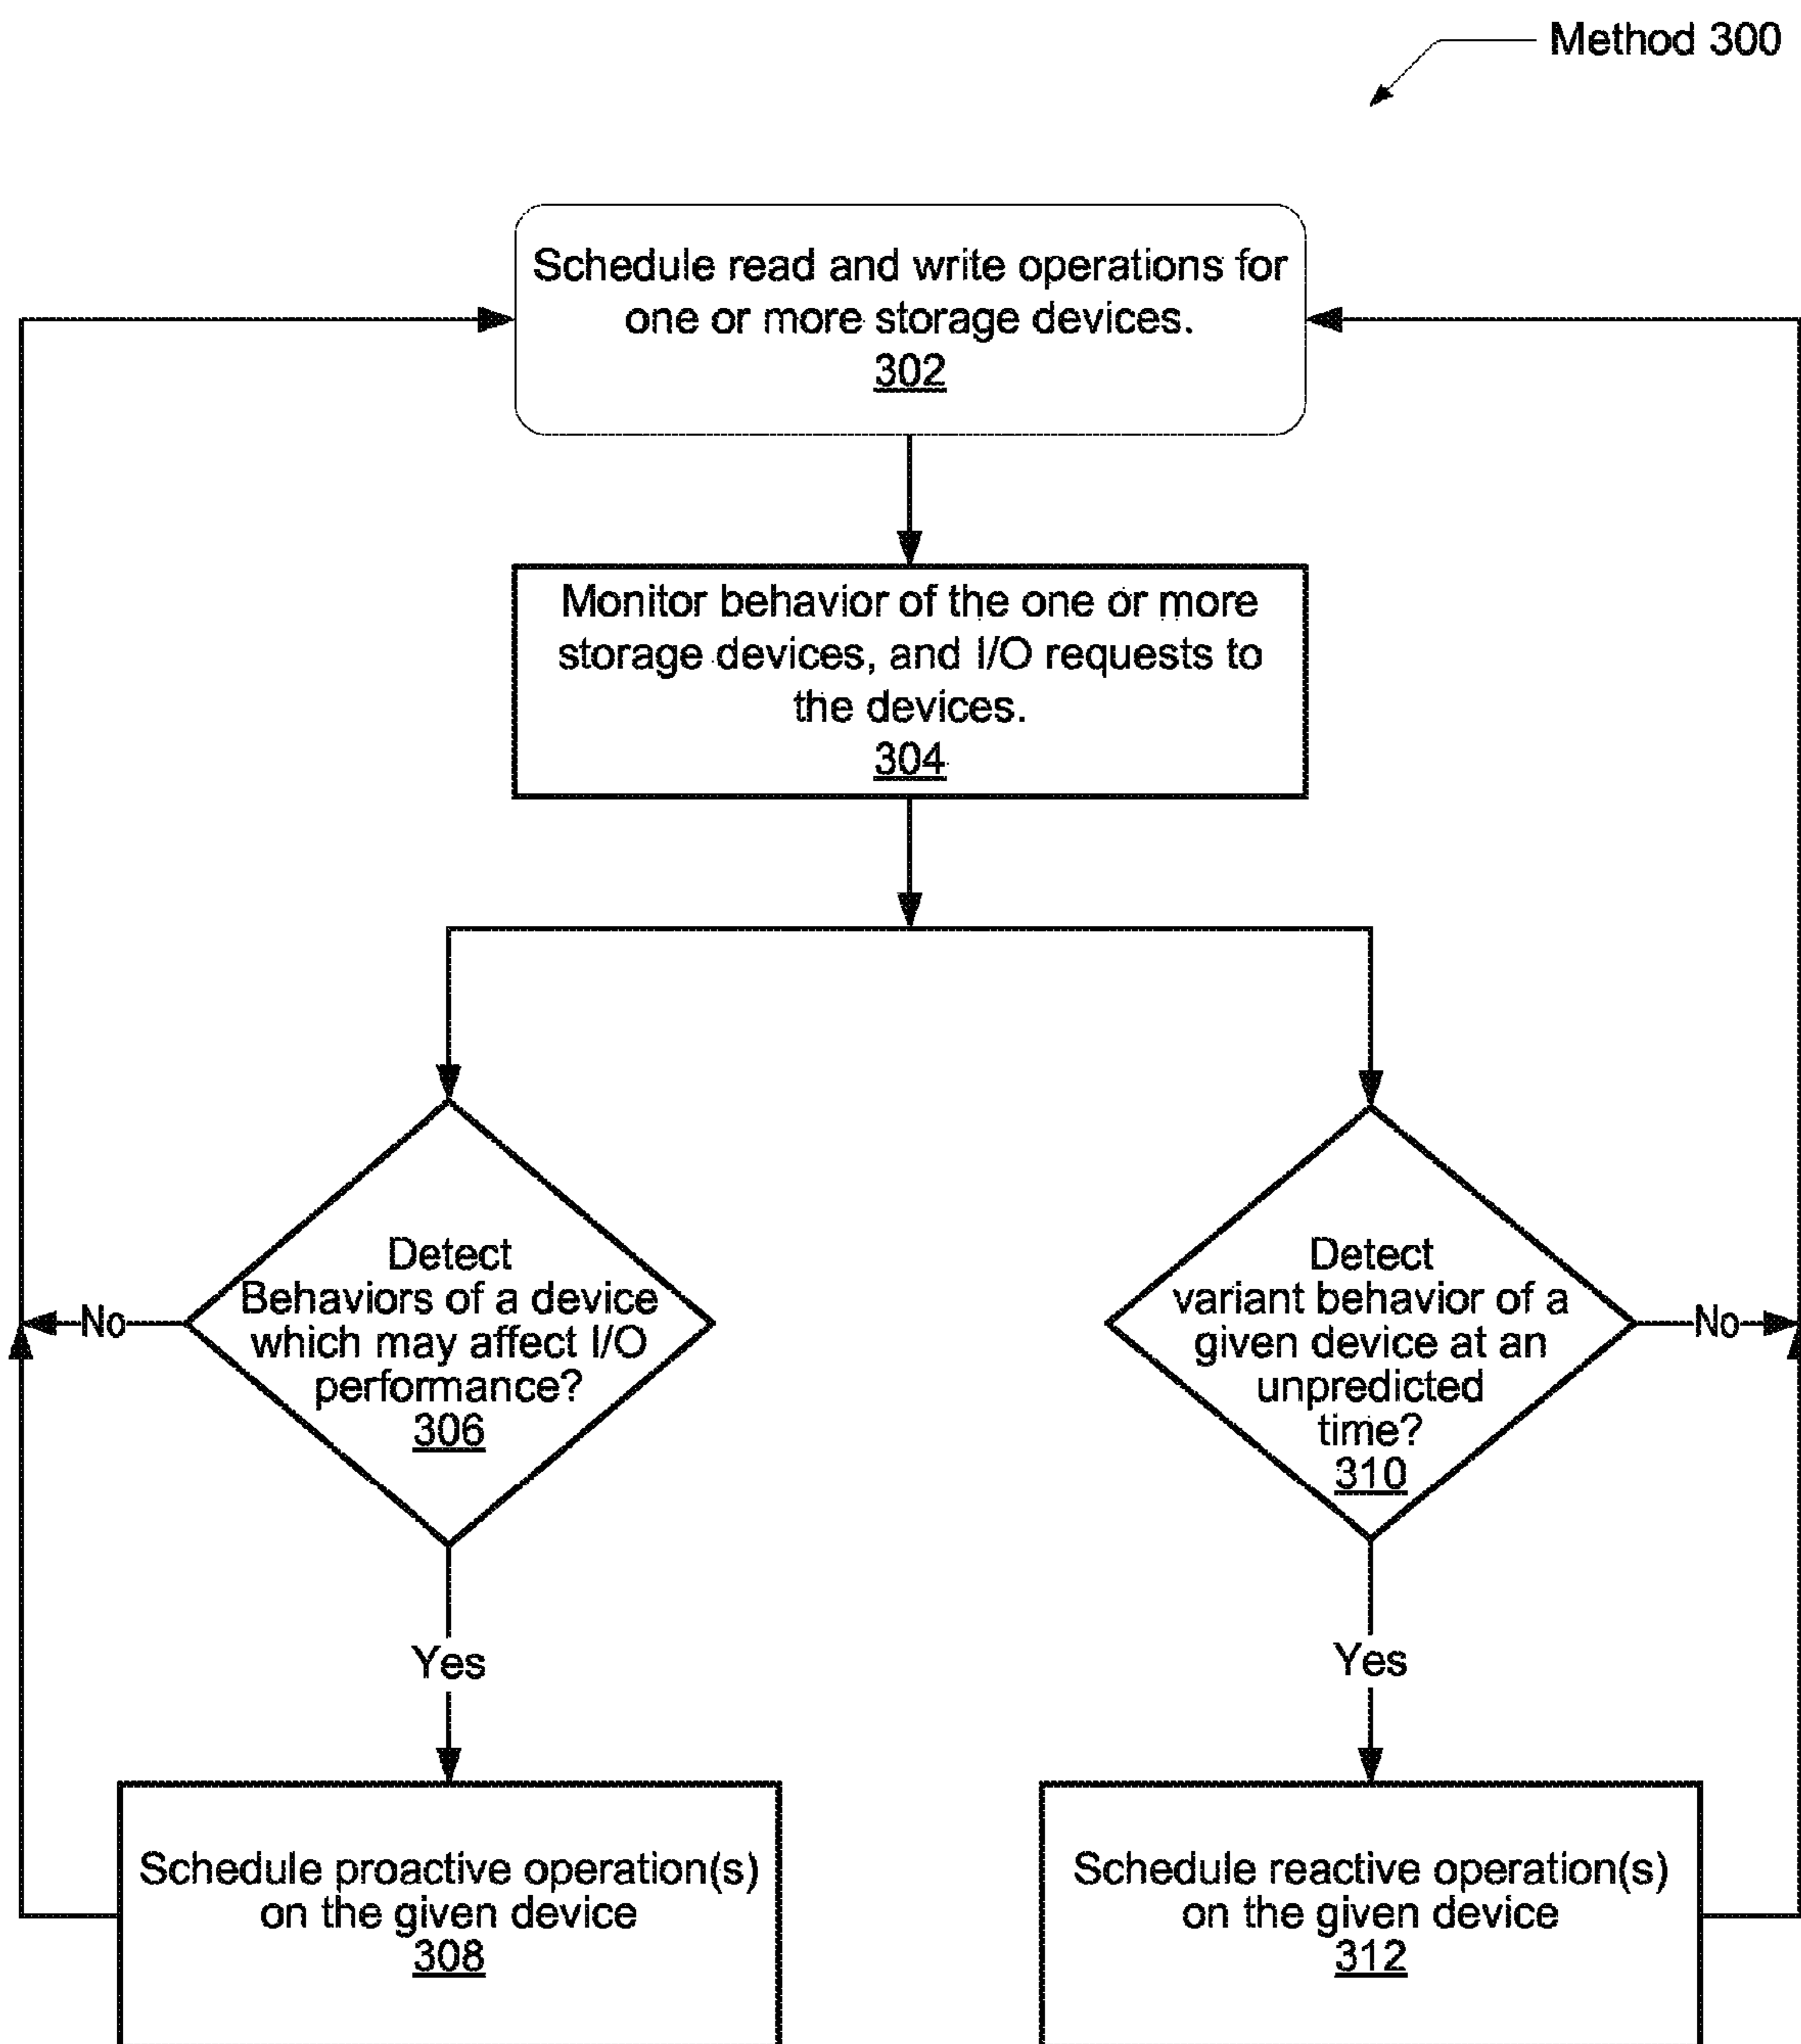 Method 300
Schedule read and write operations for
one or more storage devices.
302
Monitor behavior of the one or more
storage devices, and I/O requests to
the devices.
304
Detect
Behaviors of a device
which may affect I/O
performance?
306
No
Yes
Detect
variant behavior of a
given device at an
unpredicted
time?
310
No
Yes
Schedule proactive operation(s)
on the given device
308
Schedule reactive operation(s)
on the given device
312